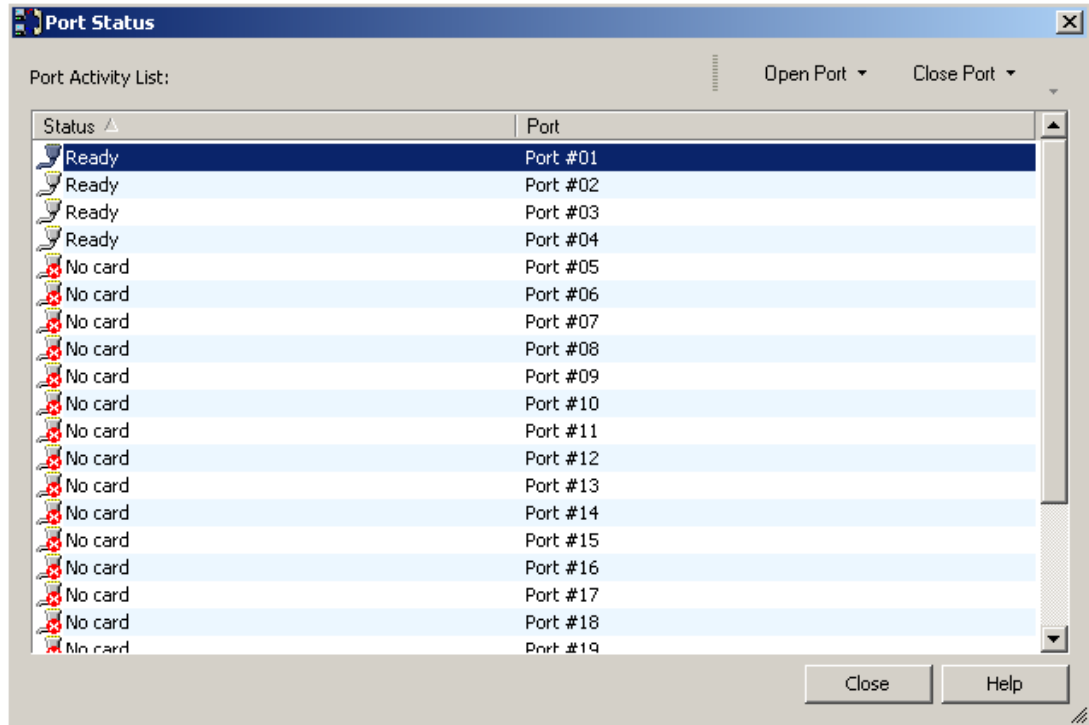 Port Status
Port Activity List: Open Port Close Port
Status Port
Ready Port #01
Ready Port #02
Ready Port #03
Ready Port #04
No card Port #05
No card Port #06
No card Port #07
No card Port #08
No card Port #09
No card Port #10
No card Port #11
No card Port #12
No card Port #13
No card Port #14
No card Port #15
No card Port #16
No card Port #17
No card Port #18
No card Port #19
Close Help